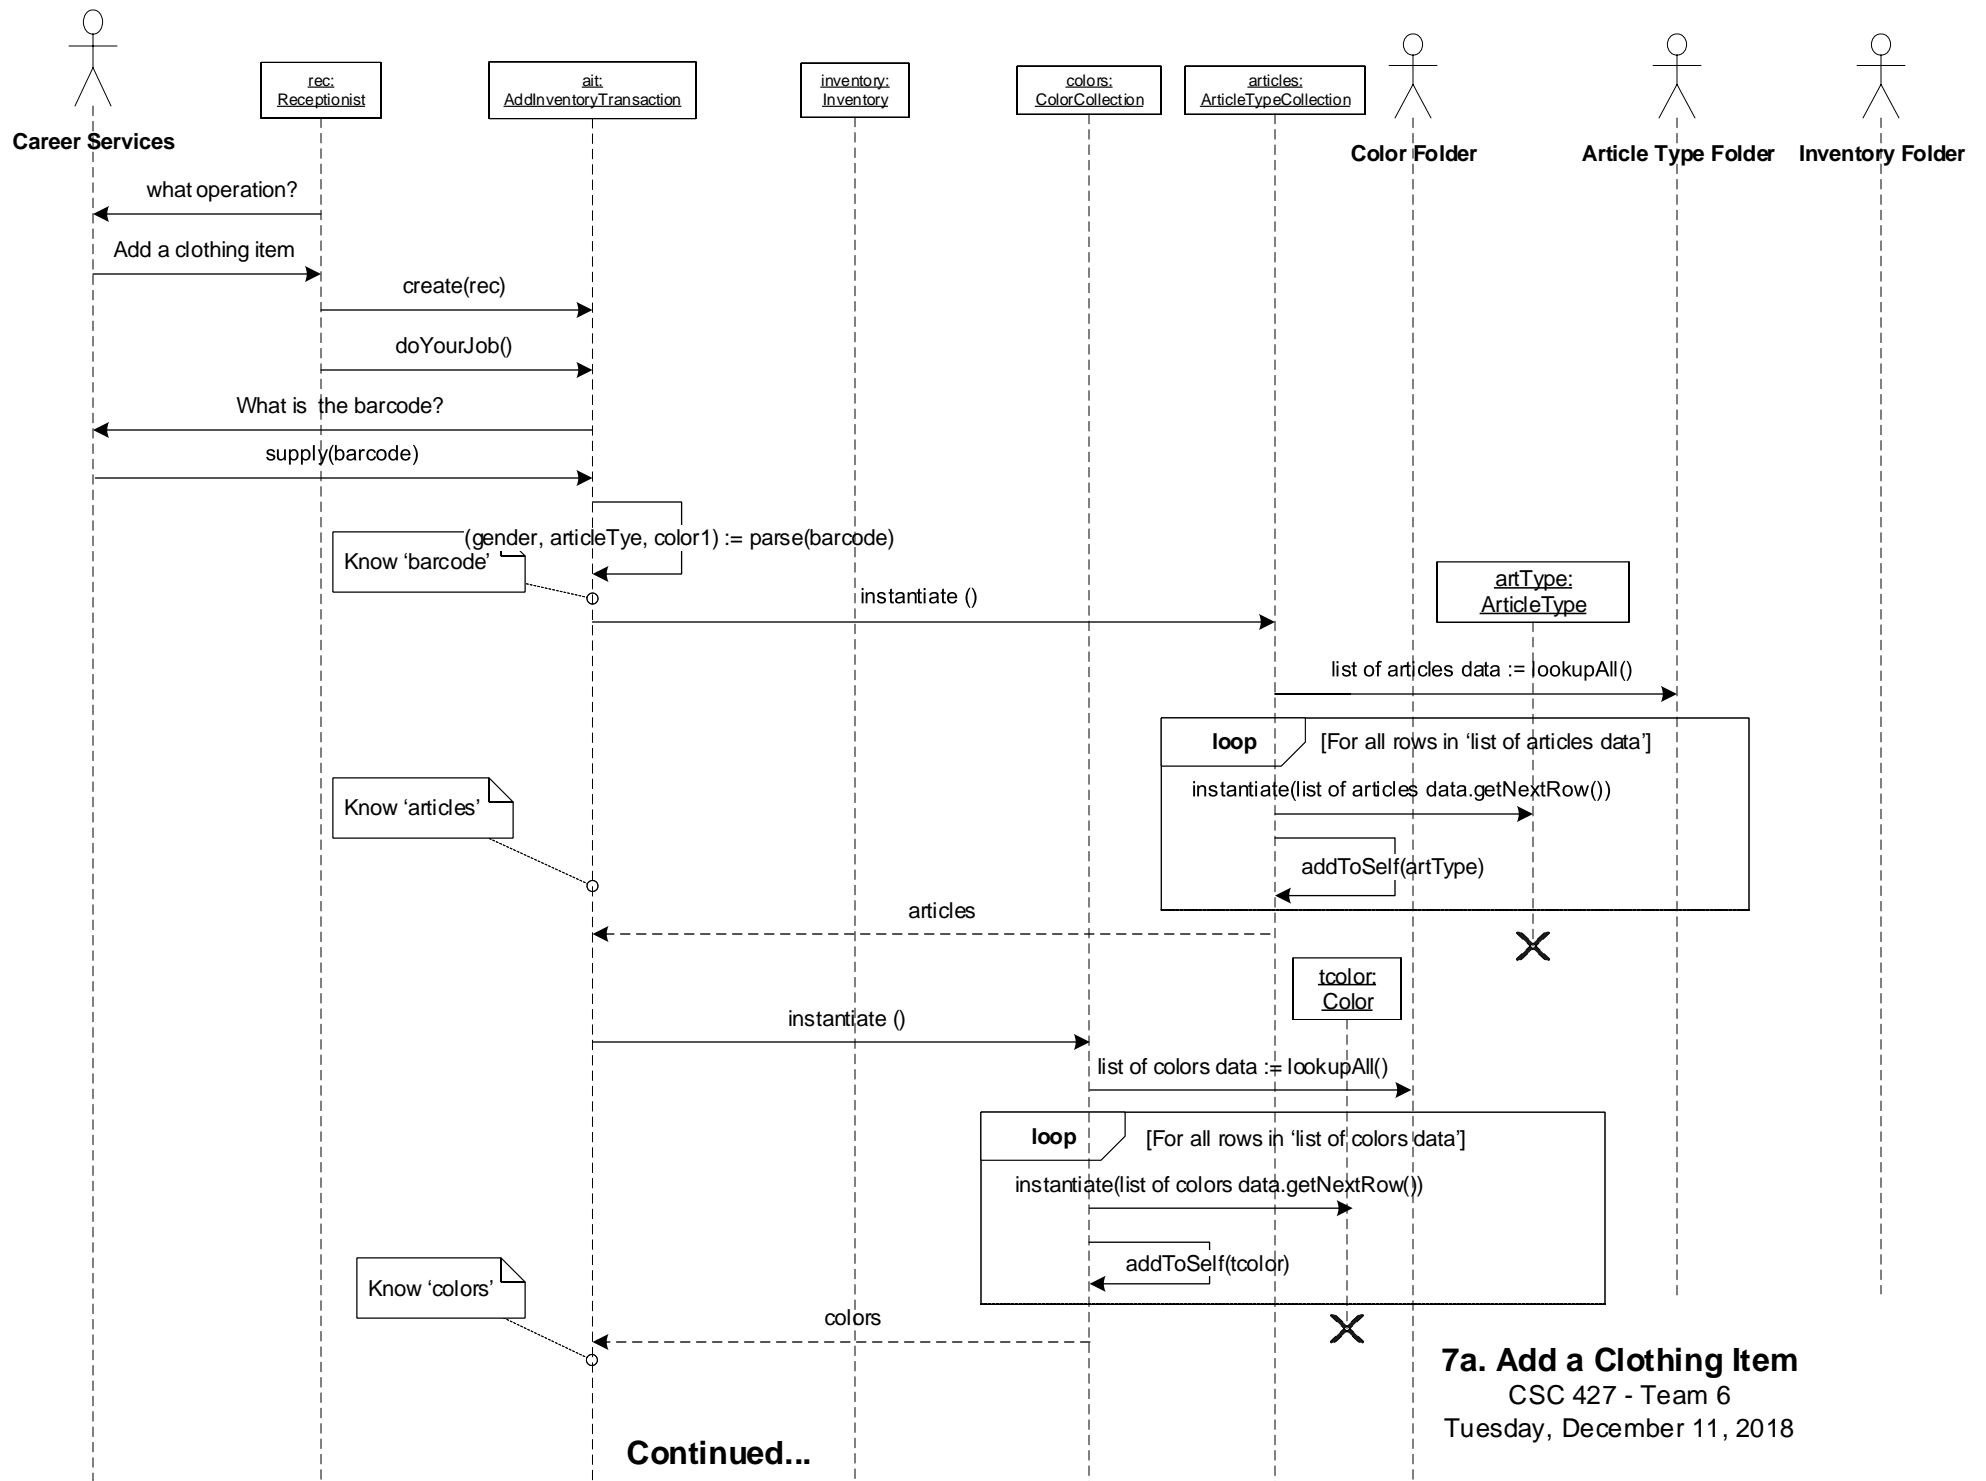 rec:
Receptionist
ait:
AddInventoryTransaction
inventory:
Inventory
colors:
ColorCollection
articles:
ArticleTypeCollection
Career Services
Color Folder
Article Type Folder
Inventory Folder
what operation?
Add a clothing item
create(rec)
doYourJob()
What is the barcode?
supply(barcode)
(gender, articleTye, color1) := parse(barcode)
Know ‘barcode’
instantiate ()
artType:
ArticleType
list of articles data := lookupAll()
loop
[For all rows in ‘list of articles data’]
instantiate(list of articles data.getNextRow())
Know ‘articles’
addToSelf(artType)
articles
tcolor:
Color
instantiate ()
list of colors data := lookupAll()
loop
[For all rows in ‘list of colors data’]
instantiate(list of colors data.getNextRow())
addToSelf(tcolor)
Know ‘colors’
colors
7a. Add a Clothing Item
CSC 427 - Team 6
Tuesday, December 11, 2018
Continued...